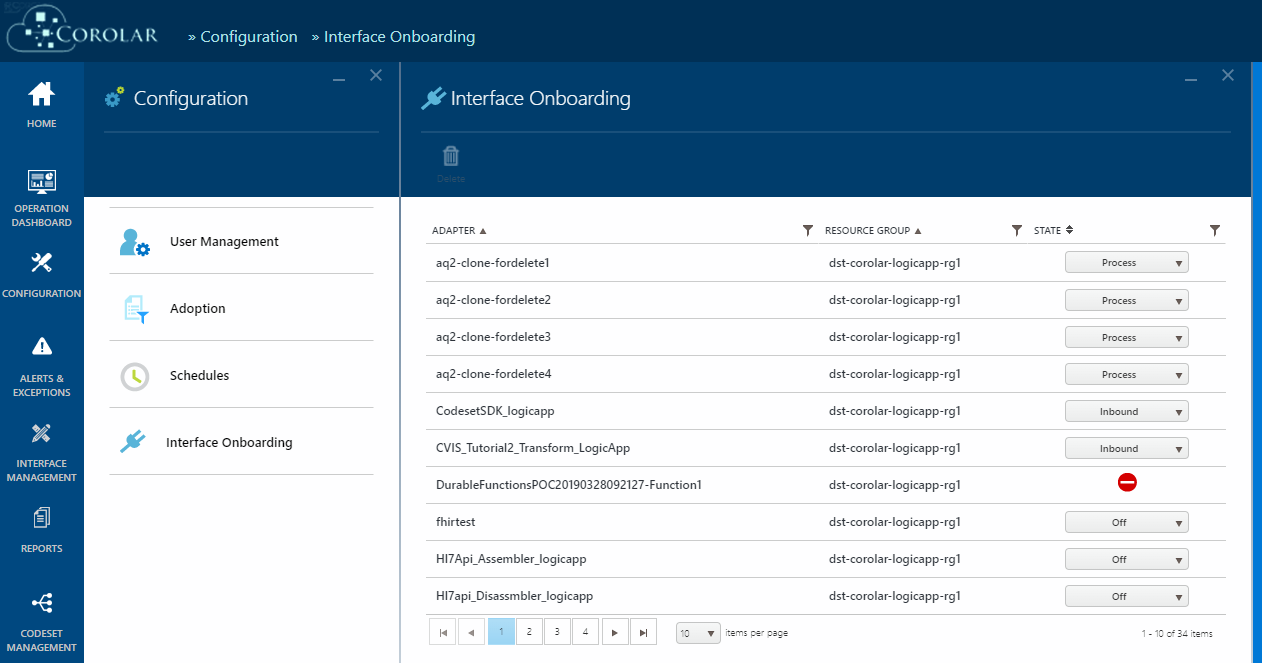 COROLAR
» Configuration » Interface Onboarding
HOME
OPERATION
DASHBOARD
CONFIGURATION
ALERTS &
EXCEPTIONS
INTERFACE
MANAGEMENT
REPORTS
CODESET
MANAGEMENT
Configuration
User Management
Adoption
Schedules
Interface Onboarding
Interface Onboarding
Delete
ADAPTER ▲ RESOURCE GROUP ▲ STATE
aq2-clone-fordelete1 dst-corolar-logicapp-rg1 Process
aq2-clone-fordelete2 dst-corolar-logicapp-rg1 Process
aq2-clone-fordelete3 dst-corolar-logicapp-rg1 Process
aq2-clone-fordelete4 dst-corolar-logicapp-rg1 Process
CodesetSDK_logicapp dst-corolar-logicapp-rg1 Inbound
CVIS_Tutorial2_Transform_LogicApp dst-corolar-logicapp-rg1 Inbound
DurableFunctionsPOC20190328092127-Function1 dst-corolar-logicapp-rg1
fhirtest dst-corolar-logicapp-rg1 Off
Hl7Api_Assembler_logicapp dst-corolar-logicapp-rg1 Off
Hl7api_Disassmbler_logicapp dst-corolar-logicapp-rg1 Off
1 2 3 4 10 items per page 1 - 10 of 34 items